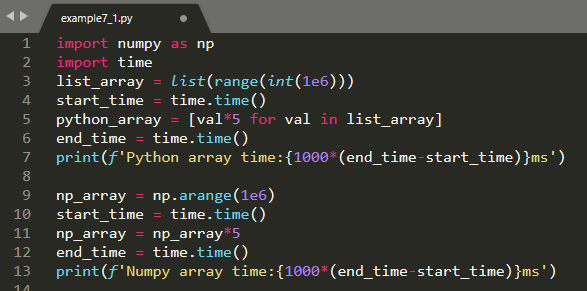 example7_1.py
1 import numpy as np
2 import time
3 list_array = list(range(int(1e6)))
4 start_time = time.time()
5 python_array = [val*5 for val in list_array]
6 end_time = time.time()
7 print(f'Python array time:{1000*(end_time-start_time)}ms')
8
9 np_array = np.arange(1e6)
10 start_time = time.time()
11 np_array = np_array*5
12 end_time = time.time()
13 print(f'Numpy array time:{1000*(end_time-start_time)}ms')
14